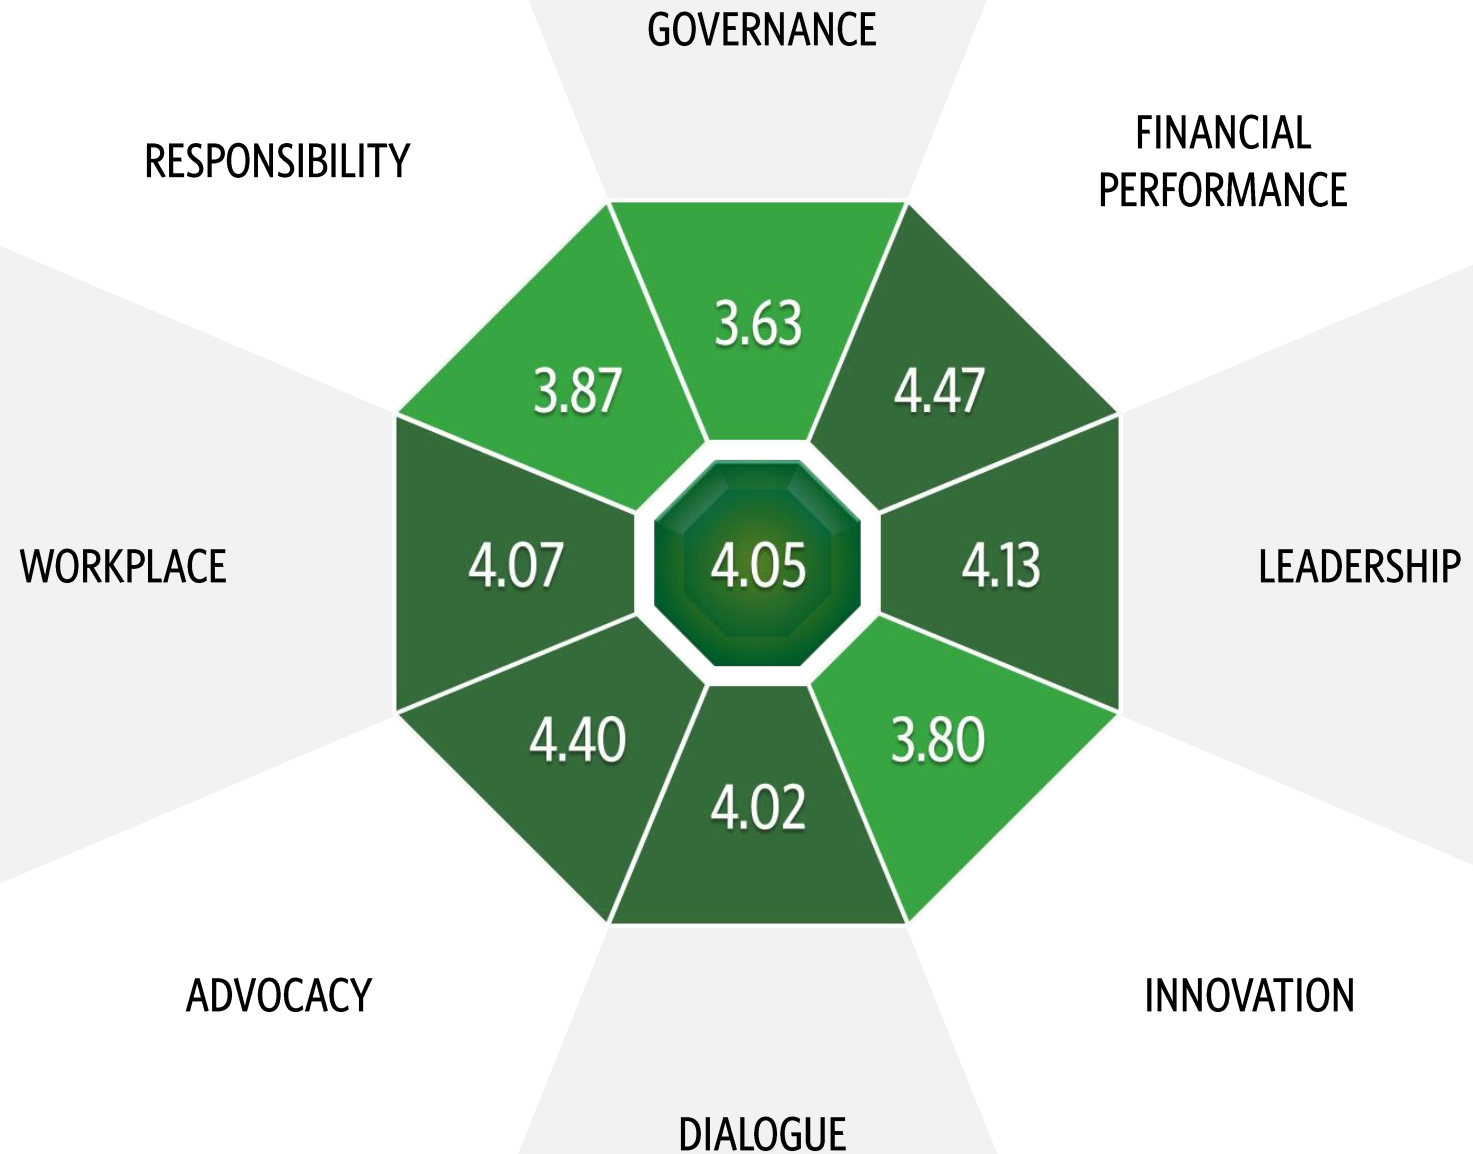 GOVERNANCE
FINANCIAL
PERFORMANCE
RESPONSIBILITY
3.63
3.87
4.47
WORKPLACE
4.07
4.05
4.13
LEADERSHIP
4.40
3.80
4.02
ADVOCACY
INNOVATION
DIALOGUE